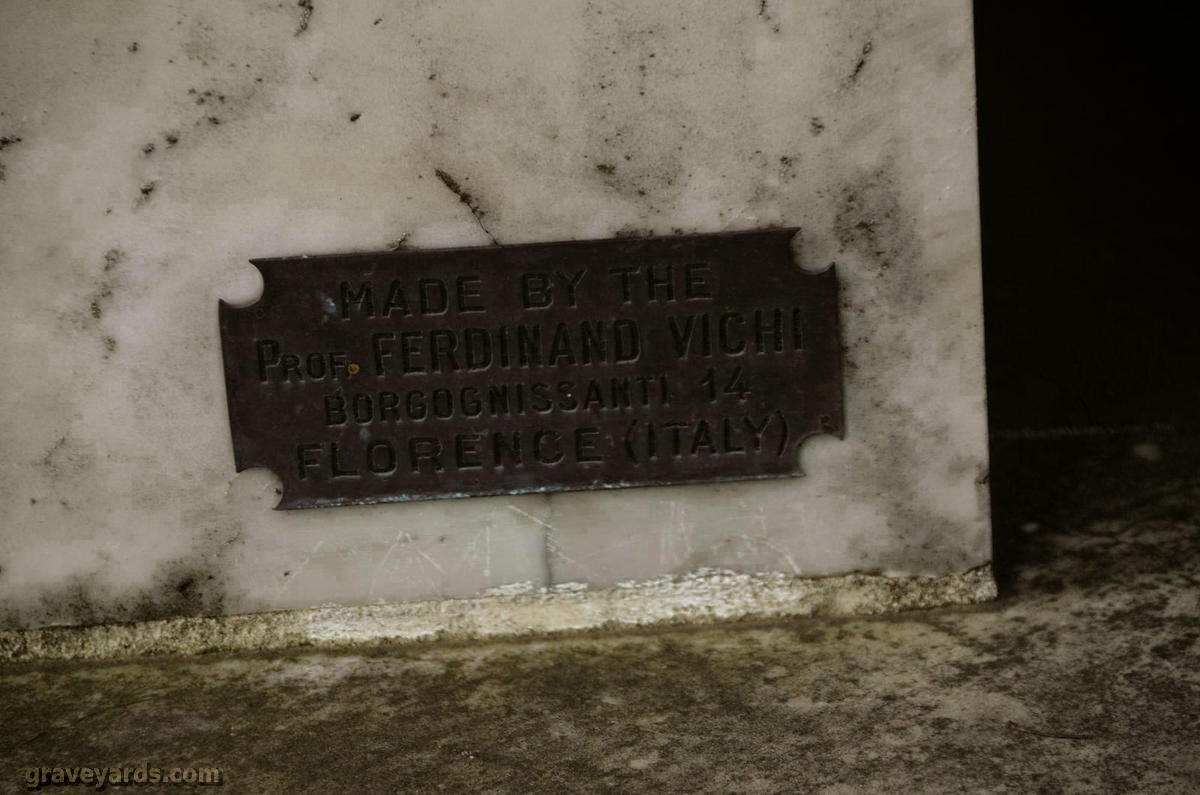 MADE BY THE
PROF. FERDINAND VICHI
BORGOGNISSANTI 14
FLORENCE (ITALY)
graveyards.com